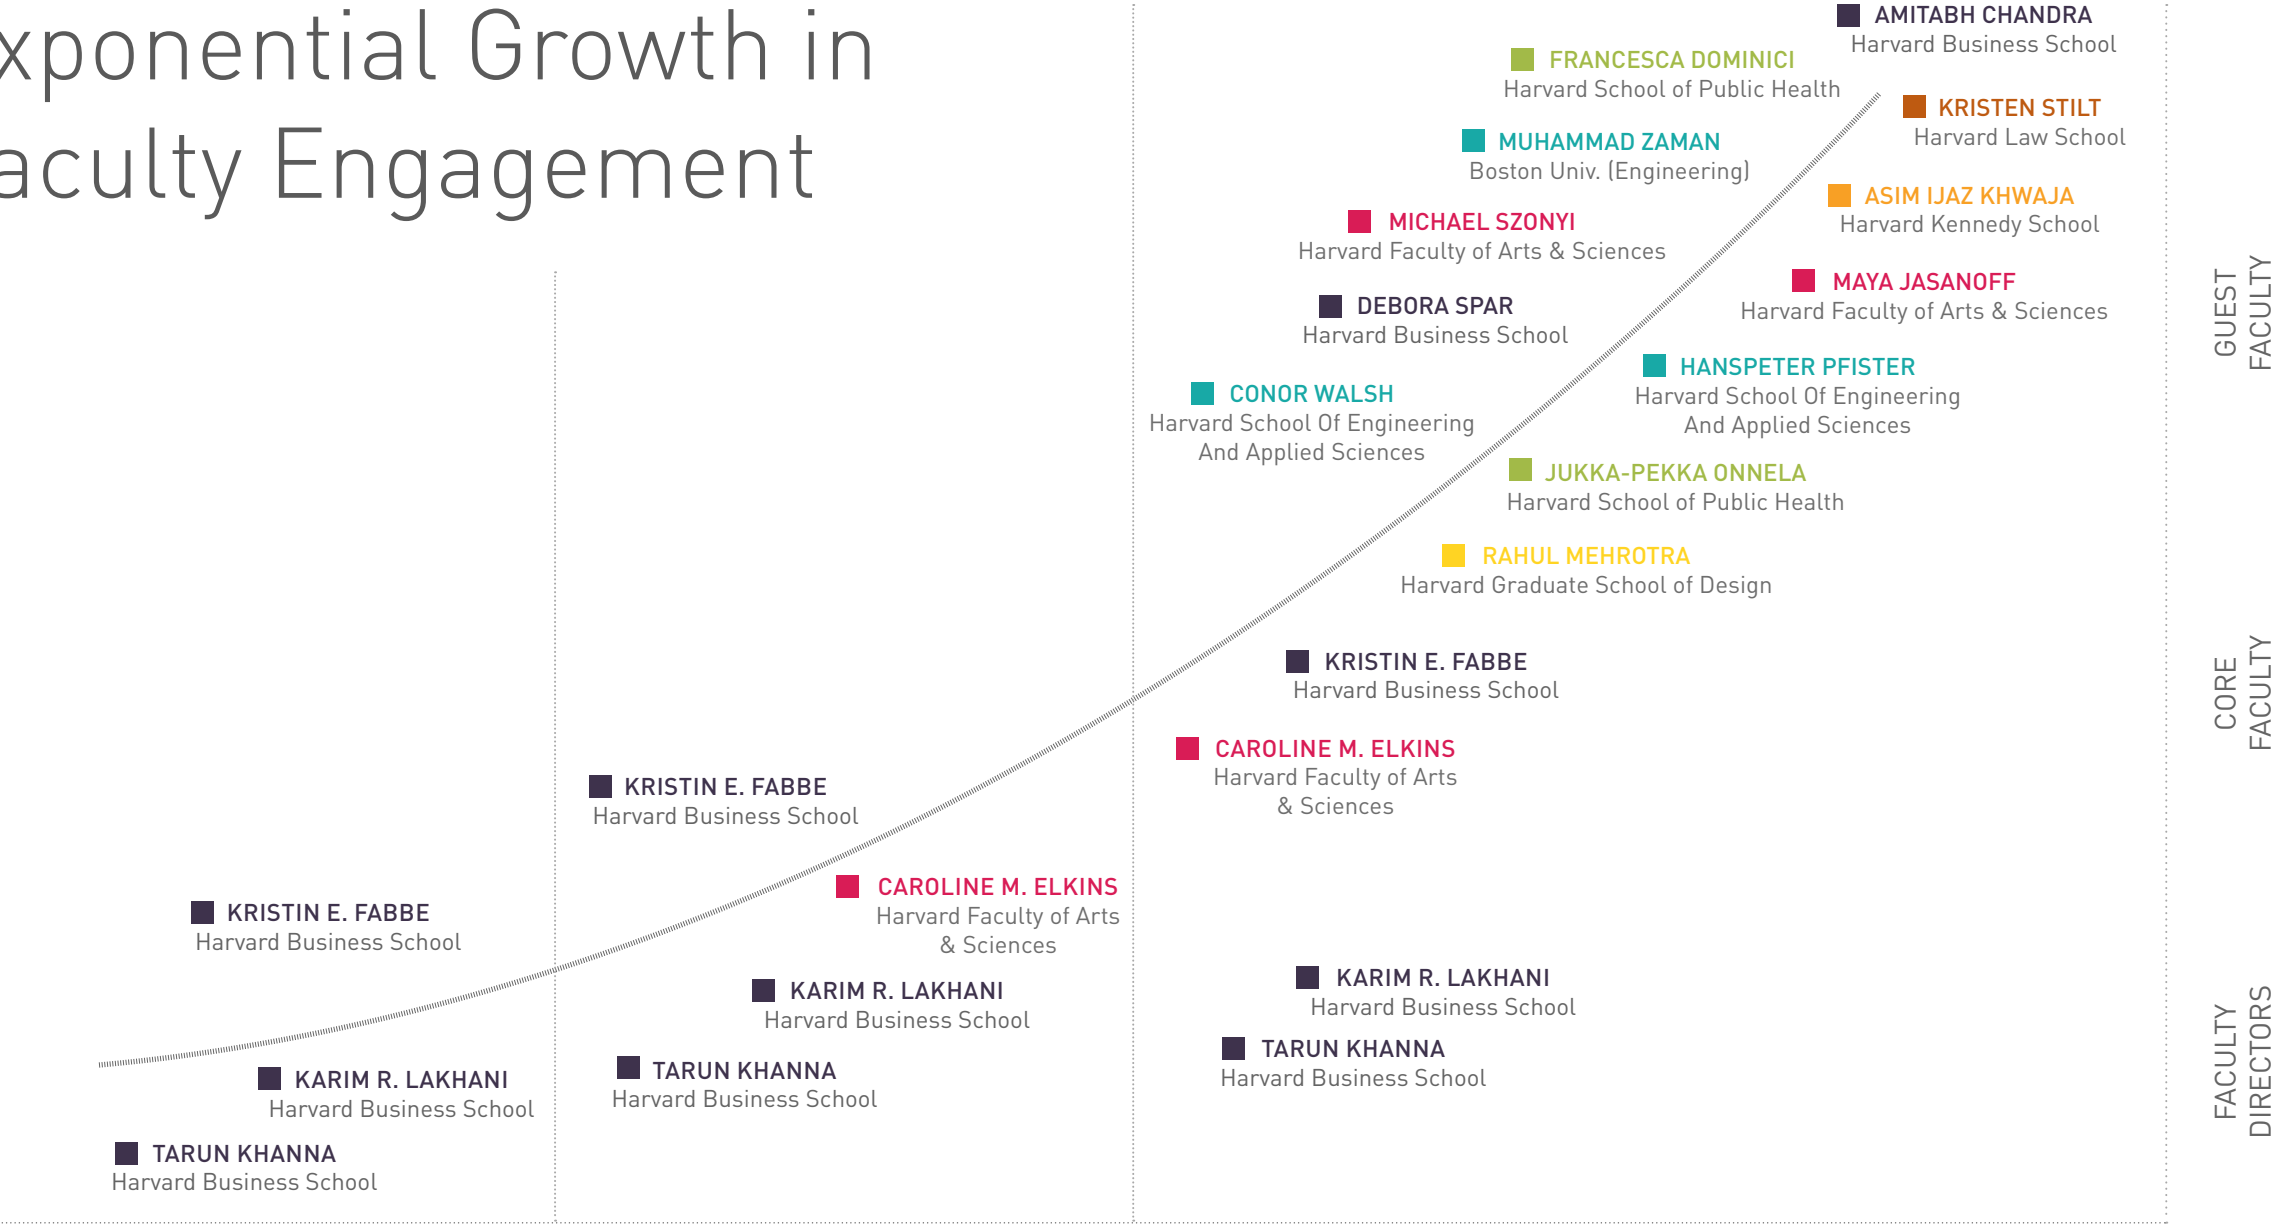 xponential Growth in
aculty Engagement
AMITABH CHANDRA
Harvard Business School
FRANCESCA DOMINICI
Harvard School of Public Health
KRISTEN STILT
Harvard Law School
MUHAMMAD ZAMAN
Boston Univ. (Engineering)
ASIM IJAZ KHWAJA
Harvard Kennedy School
MICHAEL SZONYI
Harvard Faculty of Arts & Sciences
MAYA JASANOFF
Harvard Faculty of Arts & Sciences
DEBORA SPAR
Harvard Business School
HANSPETER PFISTER
Harvard School Of Engineering
And Applied Sciences
CONOR WALSH
Harvard School Of Engineering
And Applied Sciences
JUKKA-PEKKA ONNELA
Harvard School of Public Health
RAHUL MEHROTRA
Harvard Graduate School of Design
GUEST
FACULTY
KRISTIN E. FABBE
Harvard Business School
CAROLINE M. ELKINS
Harvard Faculty of Arts
& Sciences
CORE
FACULTY
KRISTIN E. FABBE
Harvard Business School
CAROLINE M. ELKINS
Harvard Faculty of Arts
& Sciences
KRISTIN E. FABBE
Harvard Business School
KARIM R. LAKHANI
Harvard Business School
TARUN KHANNA
Harvard Business School
KARIM R. LAKHANI
Harvard Business School
TARUN KHANNA
Harvard Business School
KARIM R. LAKHANI
Harvard Business School
TARUN KHANNA
Harvard Business School
FACULTY
DIRECTORS